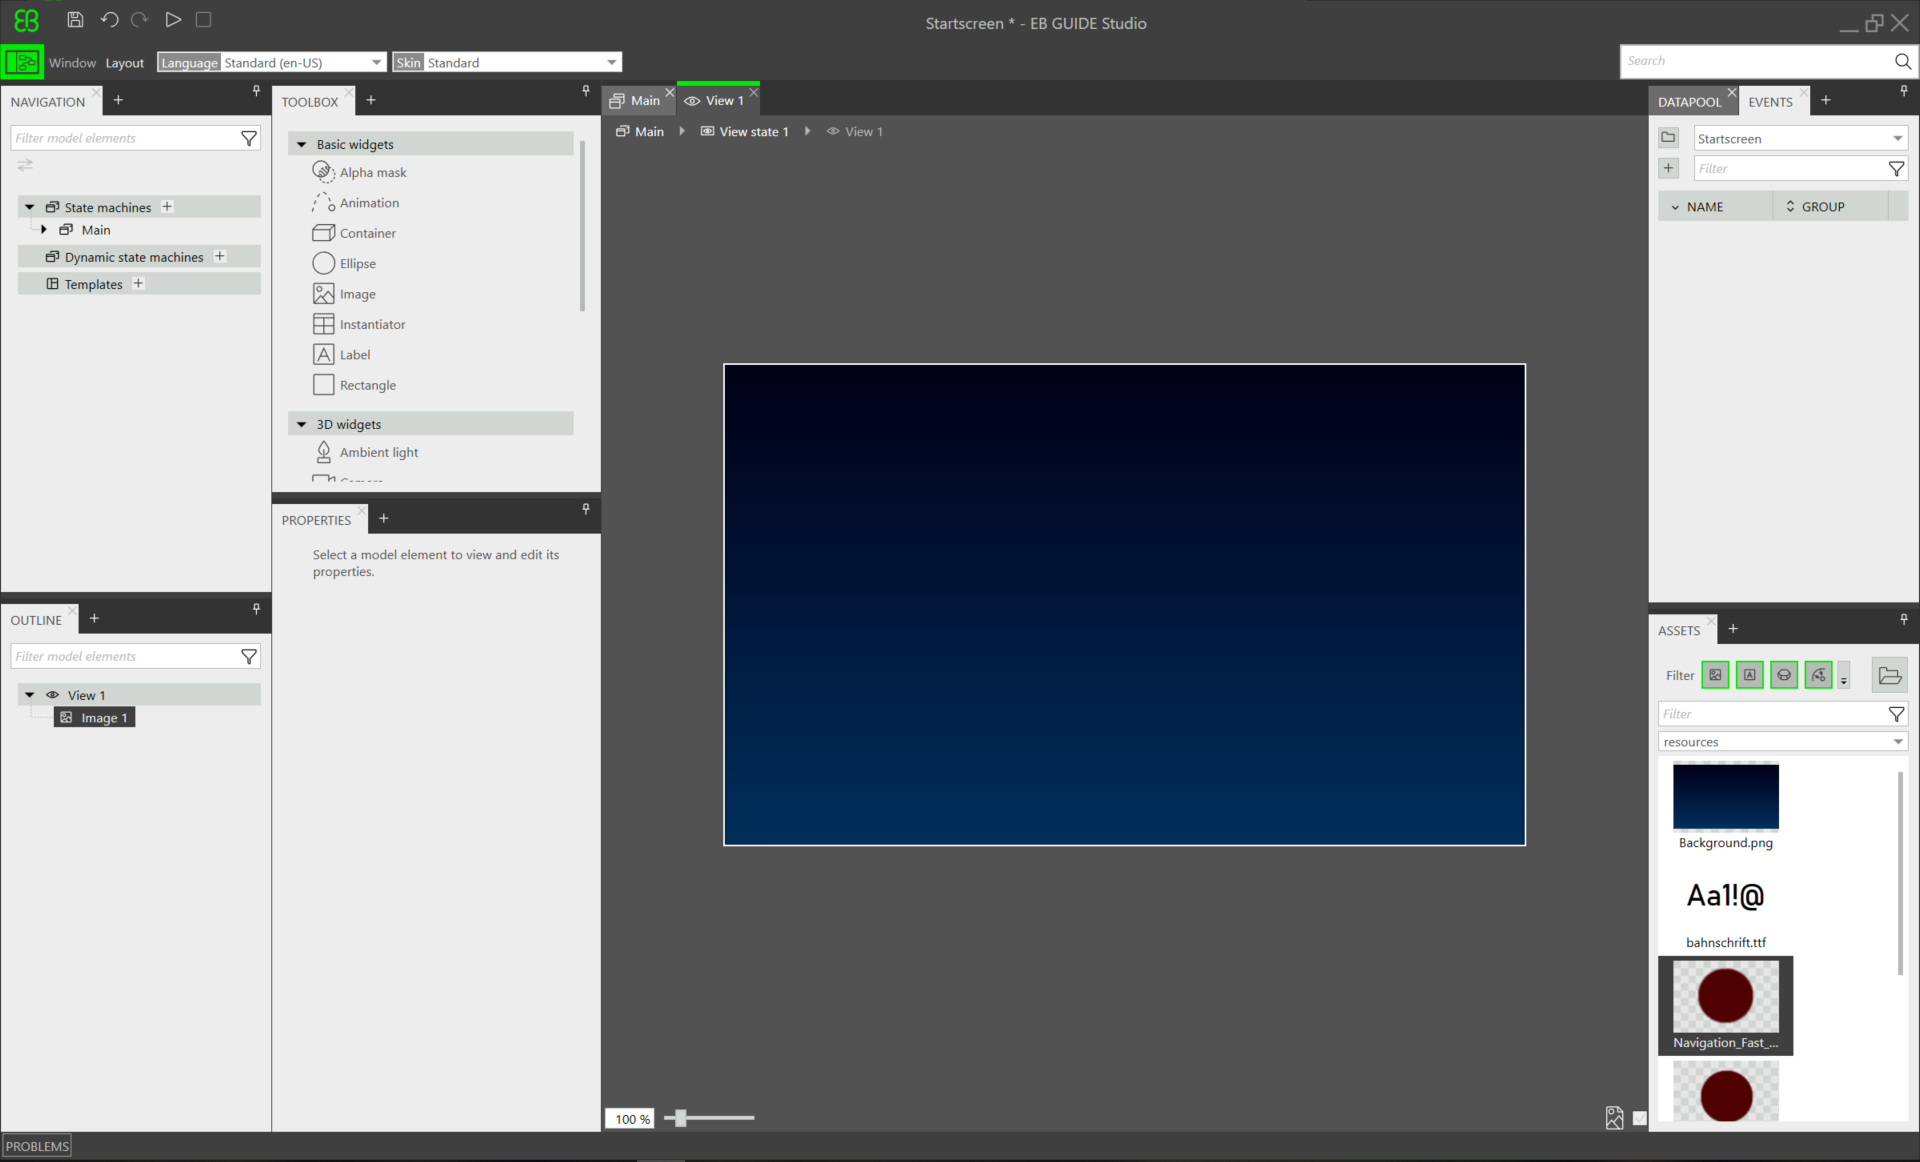 Startscreen * - EB GUIDE Studio
Window Layout Language Standard (en-US) Skin Standard
Search
NAVIGATION
Filter model elements
State machines
Main
Dynamic state machines
Templates
OUTLINE
Filter model elements
View 1
Image 1
TOOLBOX
Basic widgets
Alpha mask
Animation
Container
Ellipse
Image
Instantiator
Label
Rectangle
3D widgets
Ambient light
Camera
PROPERTIES
Select a model element to view and edit its
properties.
Main View 1
Main View state 1 View 1
100 %
DATAPOOL EVENTS
Startscreen
Filter
NAME GROUP
ASSETS
Filter
Filter
resources
Background.png
Aa1!@
bahnschrift.ttf
Navigation_Fast_...
PROBLEMS